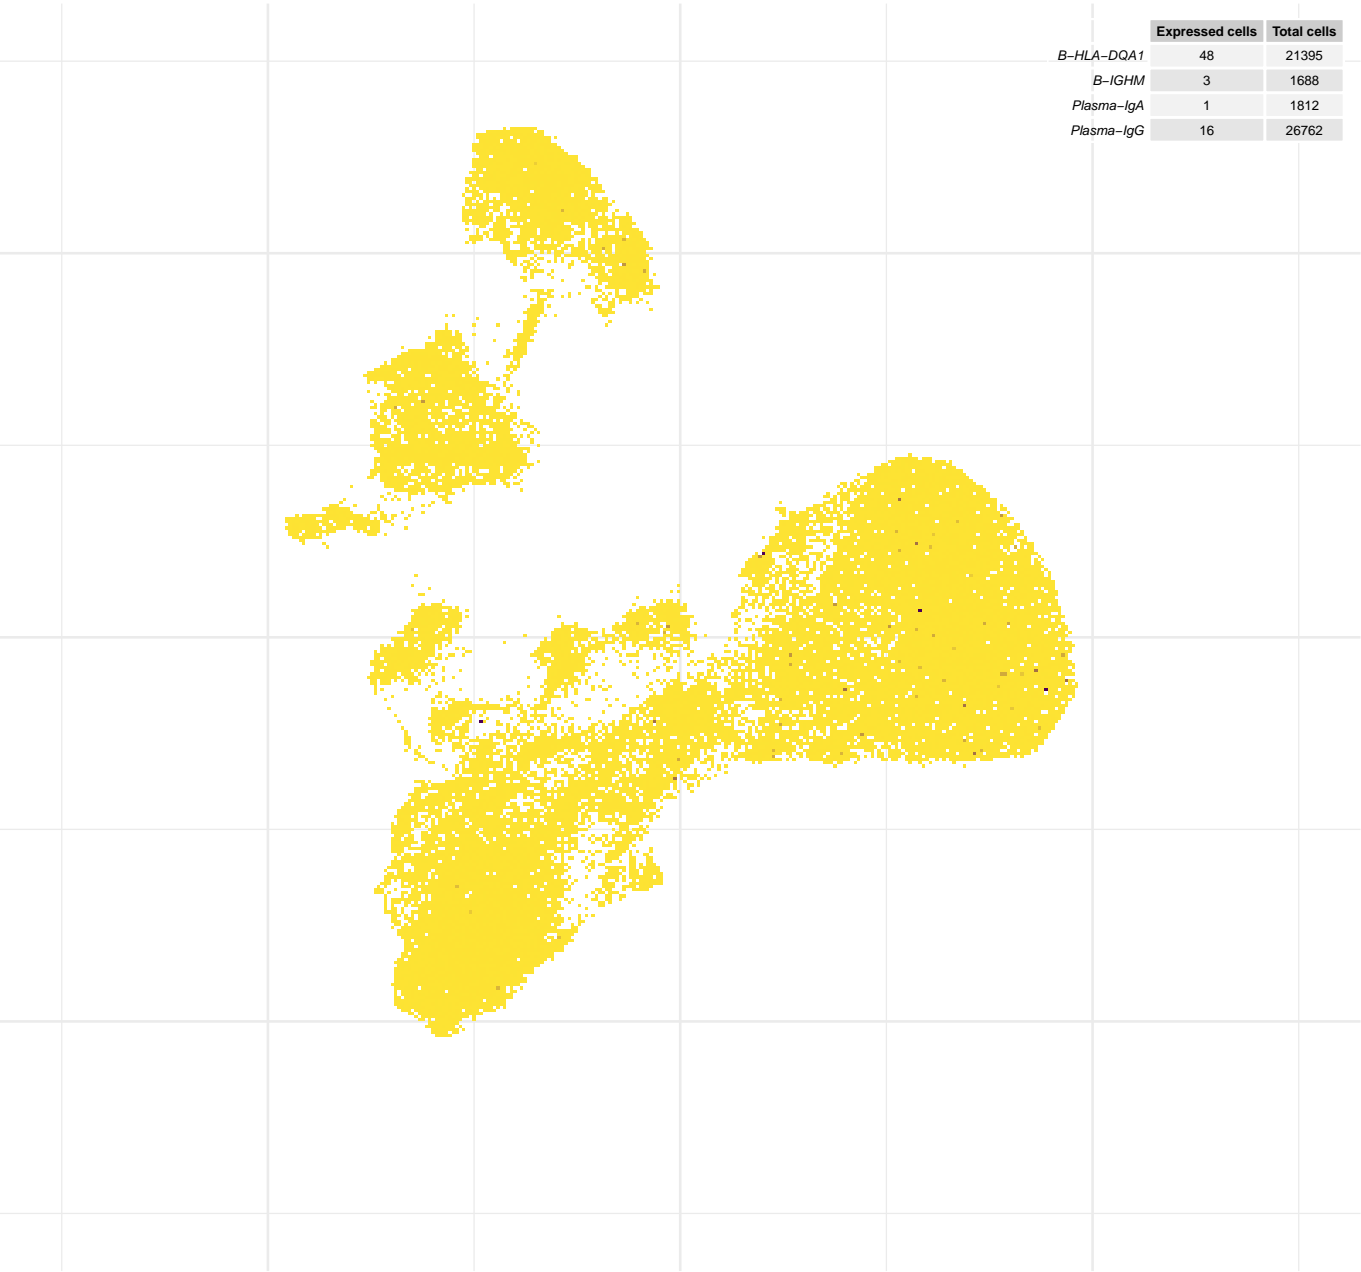 Expressed cells Total cells
B−HLA−DQA1 48 21395
B−IGHM 3 1688
Plasma−IgA 1 1812
Plasma−IgG 16 26762